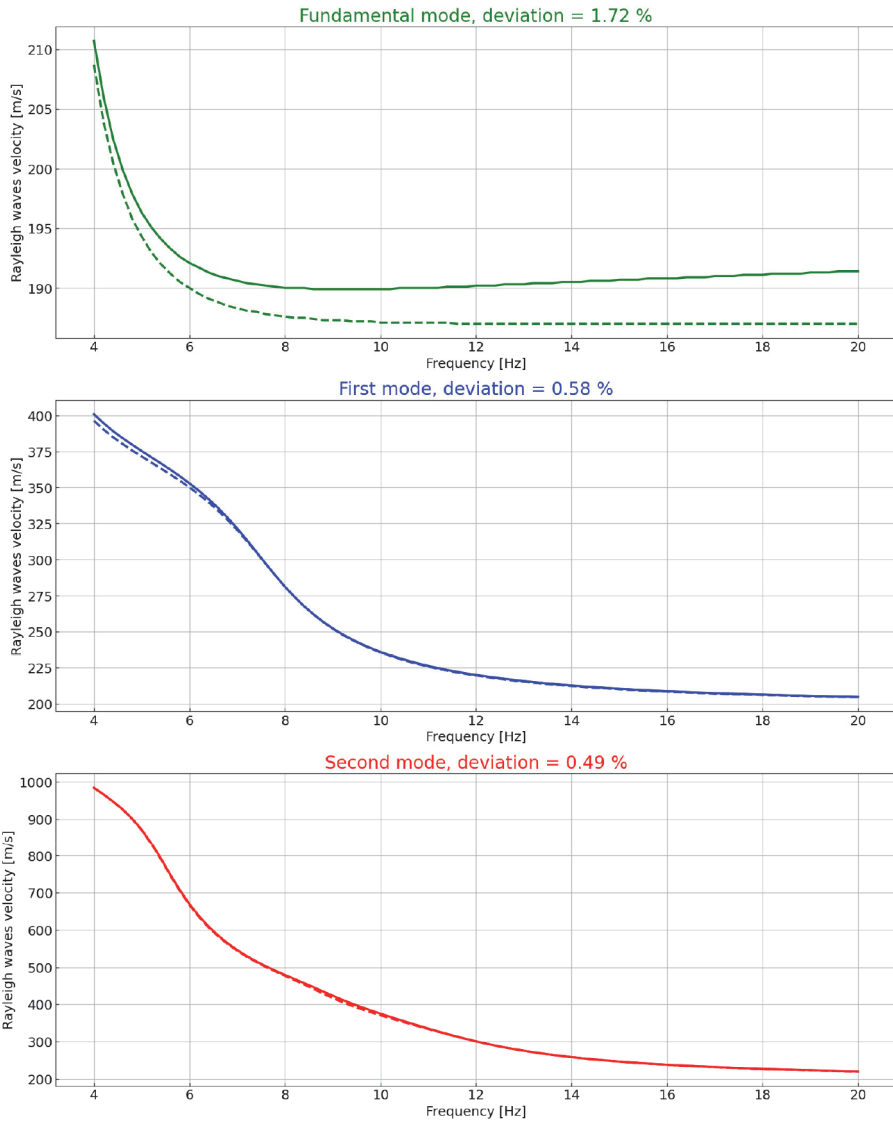 Fundamental mode, deviation = 1.72 %
210
205
200
195
190
Rayleigh waves velocity [m/s]
4 6 8 10 12 14 16 18 20
Frequency [Hz]
First mode, deviation = 0.58 %
400
375
350
325
300
275
250
225
200
Rayleigh waves velocity [m/s]
4 6 8 10 12 14 16 18 20
Frequency [Hz]
Second mode, deviation = 0.49 %
1000
900
800
700
600
500
400
300
200
Rayleigh waves velocity [m/s]
4 6 8 10 12 14 16 18 20
Frequency [Hz]